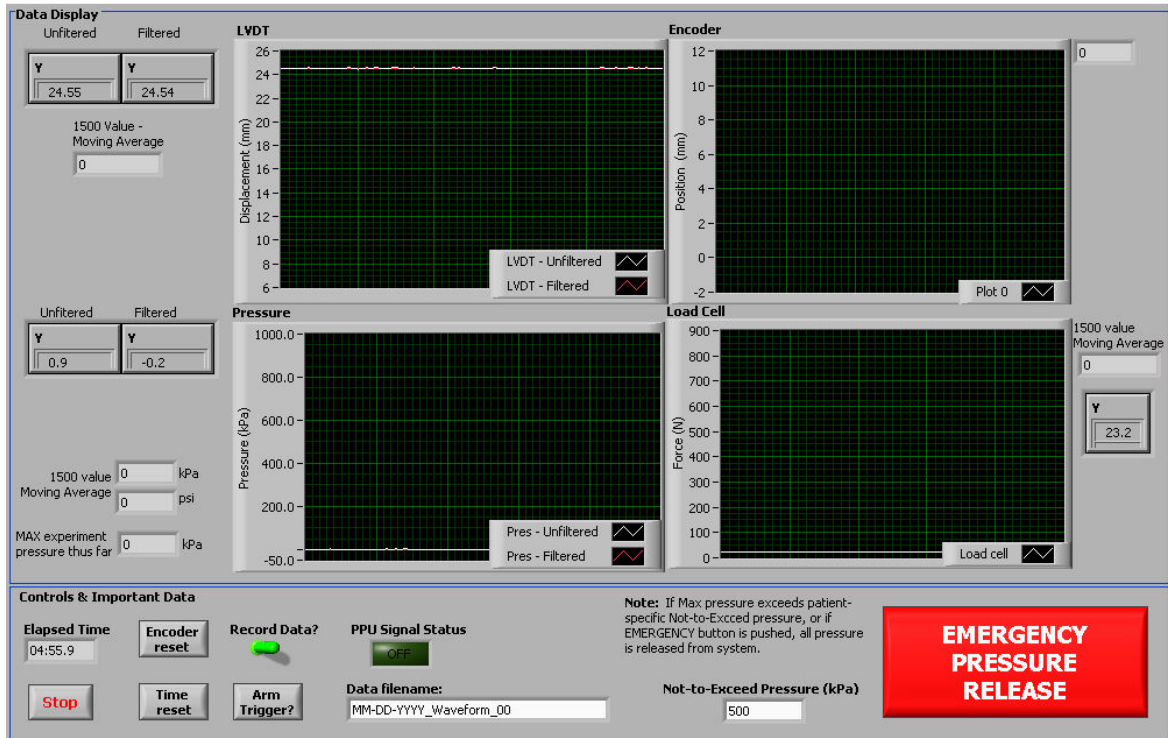 Data Display
Unfitered Filtered
Y Y
24.55 24.54
1500 Value -
Moving Average
0
LVDT
26
24
22
20
18
16
14
12
10
8
6
Displacement (mm)
LVDT - Unfiltered
LVDT - Filtered
Encoder
12
10
8
6
4
2
0
-2
Position (mm)
Plot 0
0
Unfitered Filtered
Y Y
0.9 -0.2
1500 value
Moving Average
0 kPa
0 psi
MAX experiment
pressure thus far
0 kPa
Pressure
1000.0
800.0
600.0
400.0
200.0
-50.0
Pressure (kPa)
Pres - Unfiltered
Pres - Filtered
Load Cell
900
800
700
600
500
400
300
200
100
0
Force (N)
Load cell
1500 value
Moving Average
0
Y
23.2
Controls & Important Data
Elapsed Time
04:55.9
Encoder
reset
Record Data?
PPU Signal Status
OFF
Stop
Time
reset
Arm
Trigger?
Data filename:
MM-DD-YYYY_Waveform_00
Note: If Max pressure exceeds patient-
specific Not-to-Excced pressure, or if
EMERGENCY button is pushed, all pressure
is released from system.
Not-to-Exceed Pressure (kPa)
500
EMERGENCY
PRESSURE
RELEASE